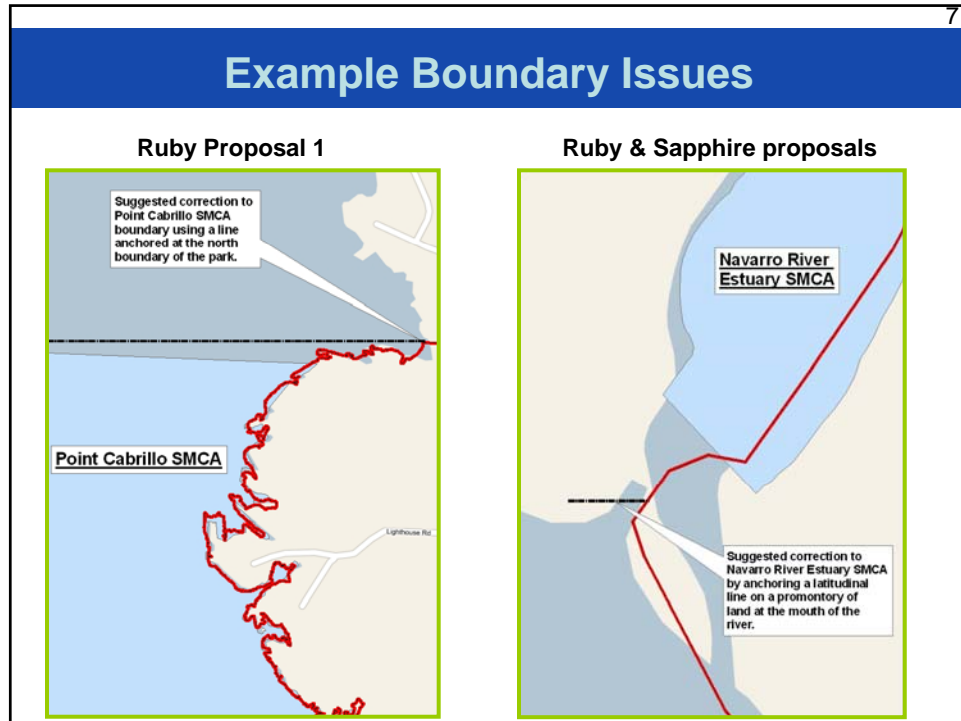 7
Example Boundary Issues
Ruby Proposal 1
Suggested correction to
Point Cabrillo SMCA
boundary using a line
anchored at the north
boundary of the park.
Point Cabrillo SMCA
Lighthouse Rd
Ruby & Sapphire proposals
Navarro River
Estuary SMCA
Suggested correction to
Navarro River Estuary SMCA
by anchoring a latitudinal
line on a promontory of
land at the mouth of the
river.